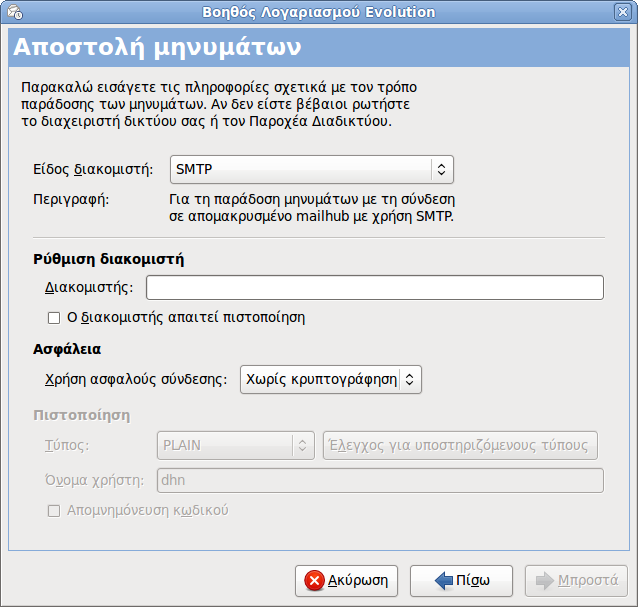 Βοηθός Λογαριασμού Evolution
Αποστολή μηνυμάτων
Παρακαλώ εισάγετε τις πληροφορίες σχετικά με τον τρόπο
παράδοσης των μηνυμάτων. Αν δεν είστε βέβαιοι ρωτήστε
το διαχειριστή δικτύου σας ή τον Παροχέα Διαδικτύου.
Είδος διακομιστή: SMTP
Περιγραφή: Για τη παράδοση μηνυμάτων με τη σύνδεση
σε απομακρυσμένο mailhub με χρήση SMTP.
Ρύθμιση διακομιστή
Διακομιστής:
Ο διακομιστής απαιτεί πιστοποίηση
Ασφάλεια
Χρήση ασφαλούς σύνδεσης: Χωρίς κρυπτογράφηση
Πιστοποίηση
Τύπος: PLAIN Έλεγχος για υποστηριζόμενους τύπους
Όνομα χρήστη: dhn
Απομνημόνευση κωδικού
Ακύρωση Πίσω Μπροστά